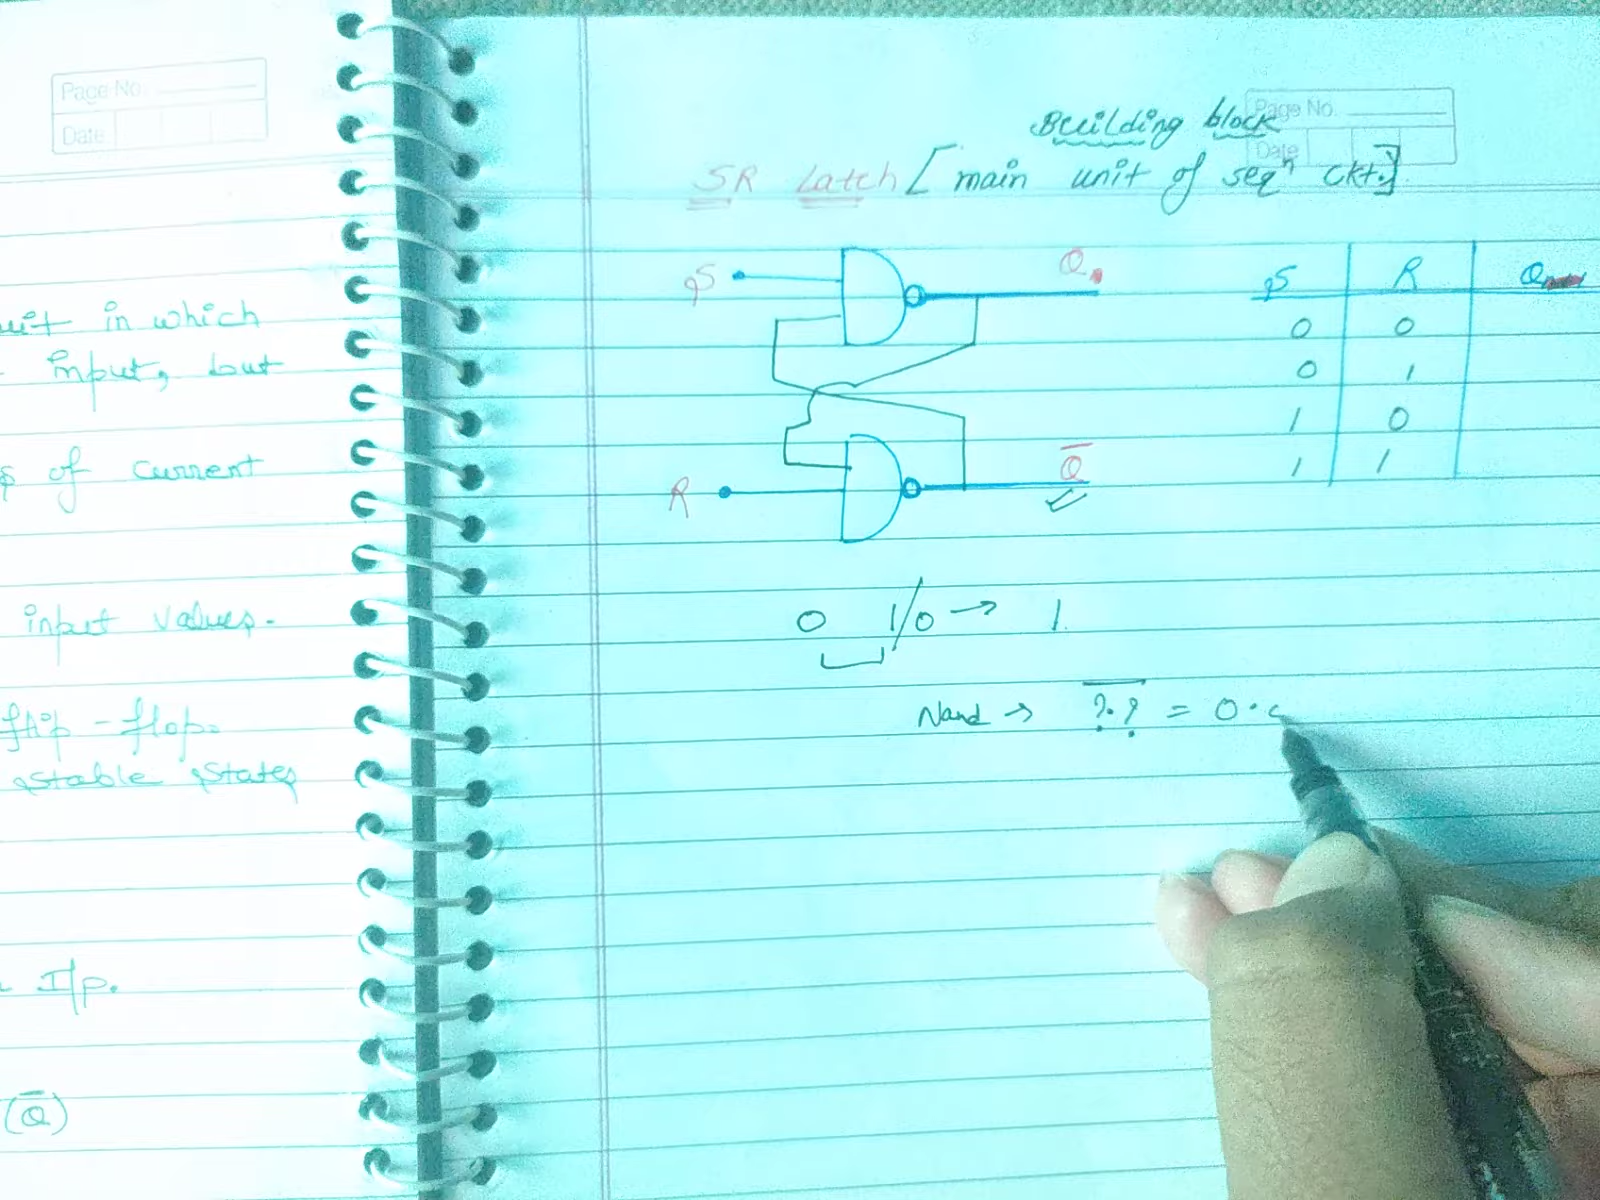 Page No.
Date
in which
input, but
of current
input values.
flip-flop.
stable states
I/p.
(Q̅)
Page No.
Date
Building block
SR Latch [main unit of seqⁿ ckt.]
S
Q
S R Q
0 0
0 1
1 0
1 1
Q̅
R
0 1/0 → 1
Nand → ?.? = 0.